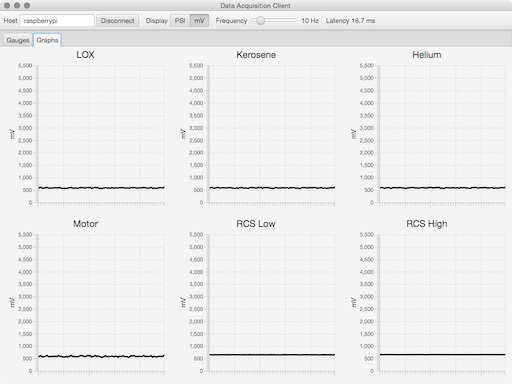 Data Acquisition Client
Host raspberrypi Disconnect Display PSI mV Frequency 10 Hz Latency 16.7 ms
Gauges Graphs
LOX Kerosene Helium
5,500 5,500 5,500
5,000 5,000 5,000
4,500 4,500 4,500
4,000 4,000 4,000
3,500 3,500 3,500
3,000 3,000 3,000
mV mV mV
2,500 2,500 2,500
2,000 2,000 2,000
1,500 1,500 1,500
1,000 1,000 1,000
500 500 500
0 0 0
Motor RCS Low RCS High
5,500 5,500 5,500
5,000 5,000 5,000
4,500 4,500 4,500
4,000 4,000 4,000
3,500 3,500 3,500
3,000 3,000 3,000
mV mV mV
2,500 2,500 2,500
2,000 2,000 2,000
1,500 1,500 1,500
1,000 1,000 1,000
500 500 500
0 0 0